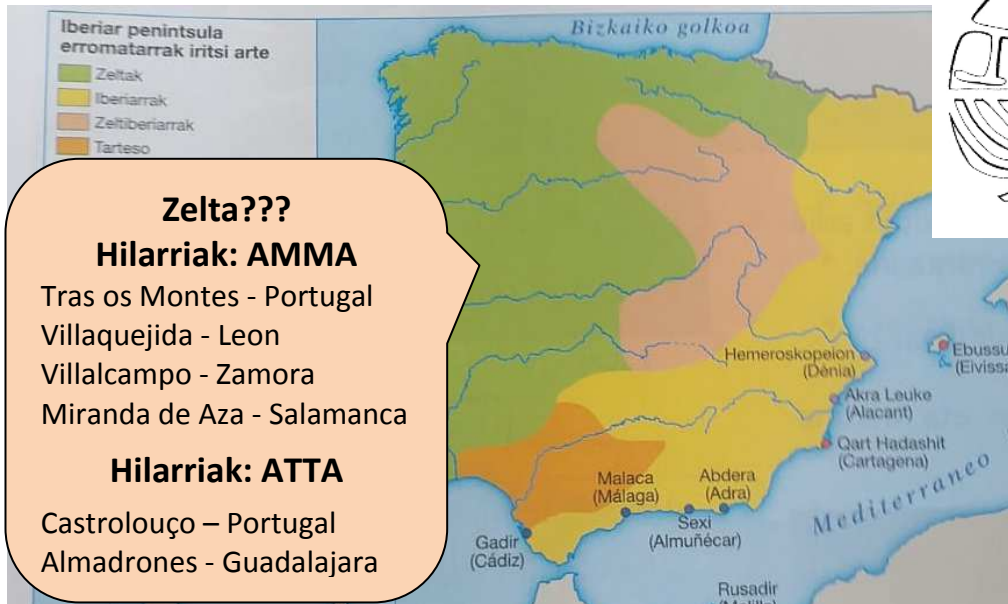 Iberiar penintsula
erromatarrak iritsi arte
Zeltak
Iberiarrak
Zeltiberiarrak
Tarteso
Bizkaiko golkoa
Zelta???
Hilarriak: AMMA
Tras os Montes - Portugal
Villaquejida - Leon
Villalcampo - Zamora
Miranda de Aza - Salamanca
Hilarriak: ATTA
Castrolouço – Portugal
Almadrones - Guadalajara
Hemeroskopeion
(Dénia)
Ebussu
(Eivissa
Akra Leuke
(Alacant)
Qart Hadashit
(Cartagena)
Mediterraneo
Malaca
(Málaga)
Abdera
(Adra)
Sexi
(Almuñécar)
Gadir
(Cádiz)
Rusadir